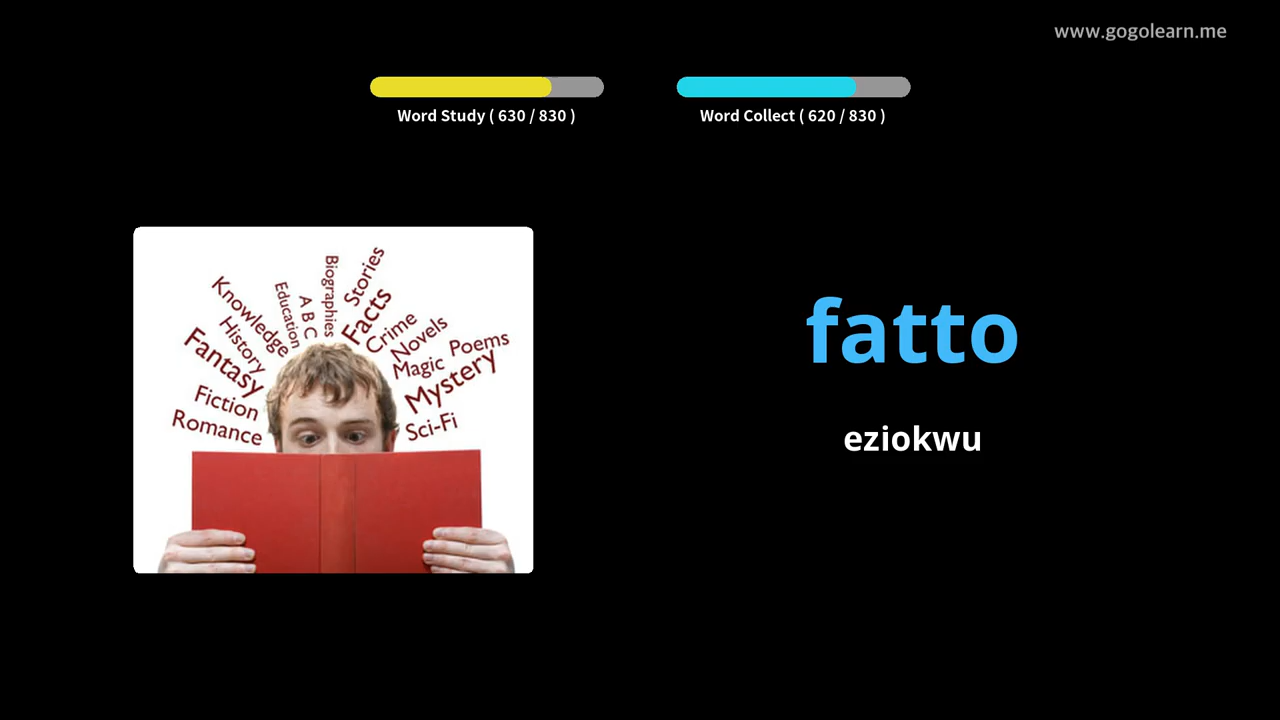 www.gogolearn.me
Word Study ( 630 / 830 )
Word Collect ( 620 / 830 )
Knowledge
History
Fantasy
Fiction
Romance
Education
A B C
Biographies
Stories
Facts
Crime
Novels
Magic
Poems
Mystery
Sci-Fi
fatto
eziokwu